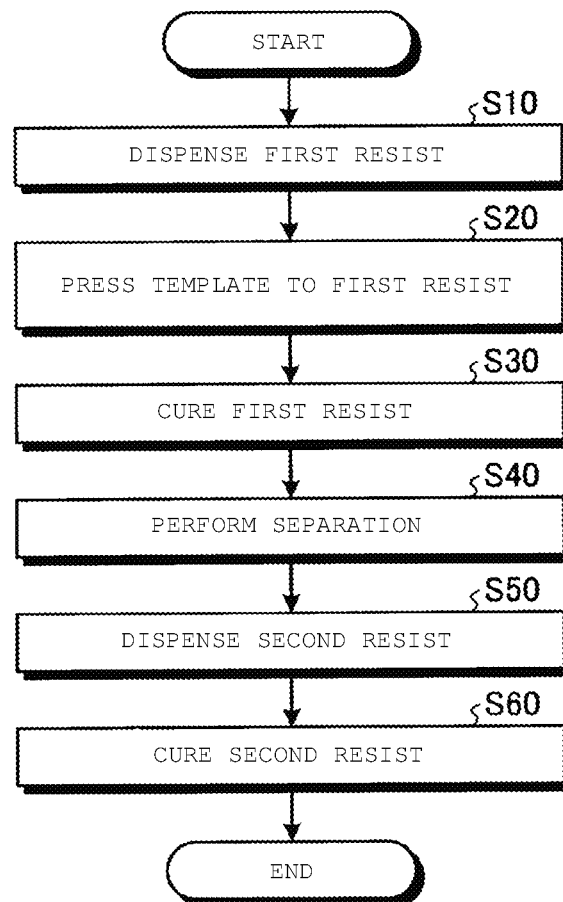 START
S10
DISPENSE FIRST RESIST
S20
PRESS TEMPLATE TO FIRST RESIST
S30
CURE FIRST RESIST
S40
PERFORM SEPARATION
S50
DISPENSE SECOND RESIST
S60
CURE SECOND RESIST
END